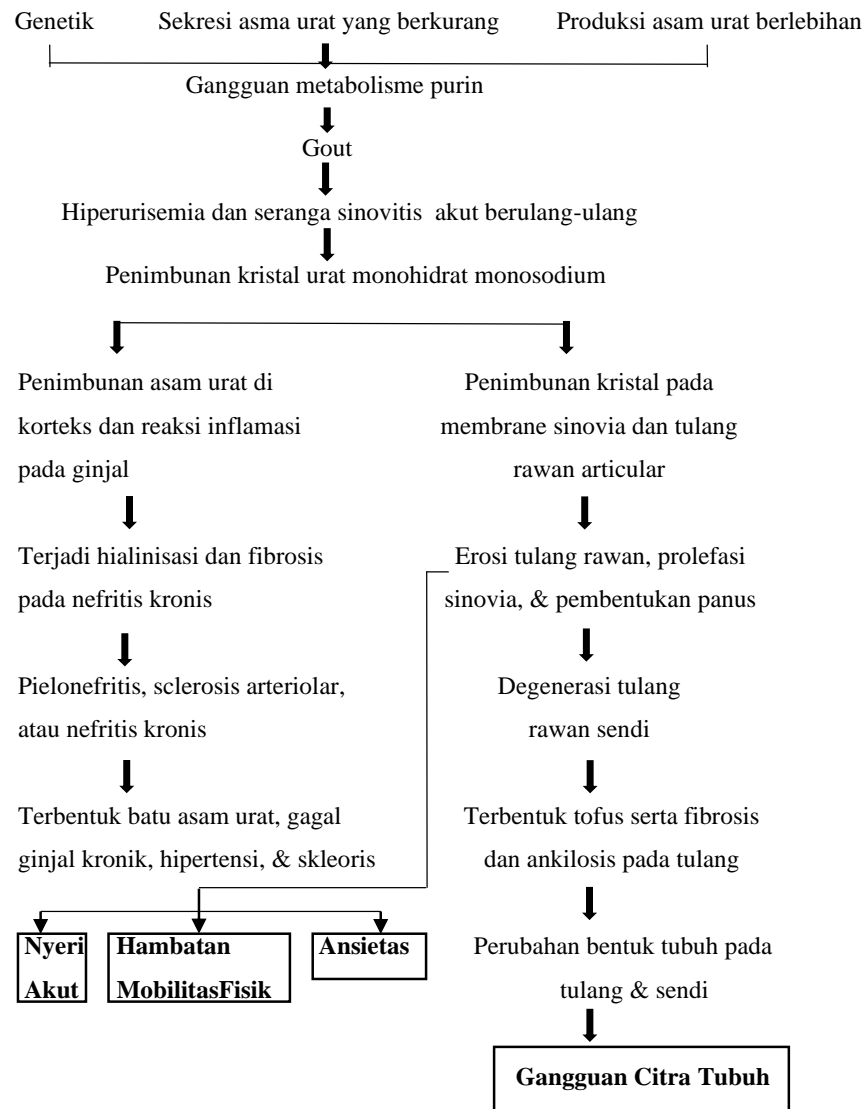 Genetik Sekresi asma urat yang berkurang Produksi asam urat berlebihan
Gangguan metabolisme purin
Gout
Hiperurisemia dan seranga sinovitis akut berulang-ulang
Penimbunan kristal urat monohidrat monosodium
Penimbunan asam urat di
korteks dan reaksi inflamasi
pada ginjal
Penimbunan kristal pada
membrane sinovia dan tulang
rawan articular
Terjadi hialinisasi dan fibrosis
pada nefritis kronis
Erosi tulang rawan, prolefasi
sinovia, & pembentukan panus
Pielonefritis, sclerosis arteriolar,
atau nefritis kronis
Degenerasi tulang
rawan sendi
Terbentuk batu asam urat, gagal
ginjal kronik, hipertensi, & skleoris
Terbentuk tofus serta fibrosis
dan ankilosis pada tulang
Nyeri
Akut
Hambatan
MobilitasFisik
Ansietas
Perubahan bentuk tubuh pada
tulang & sendi
Gangguan Citra Tubuh